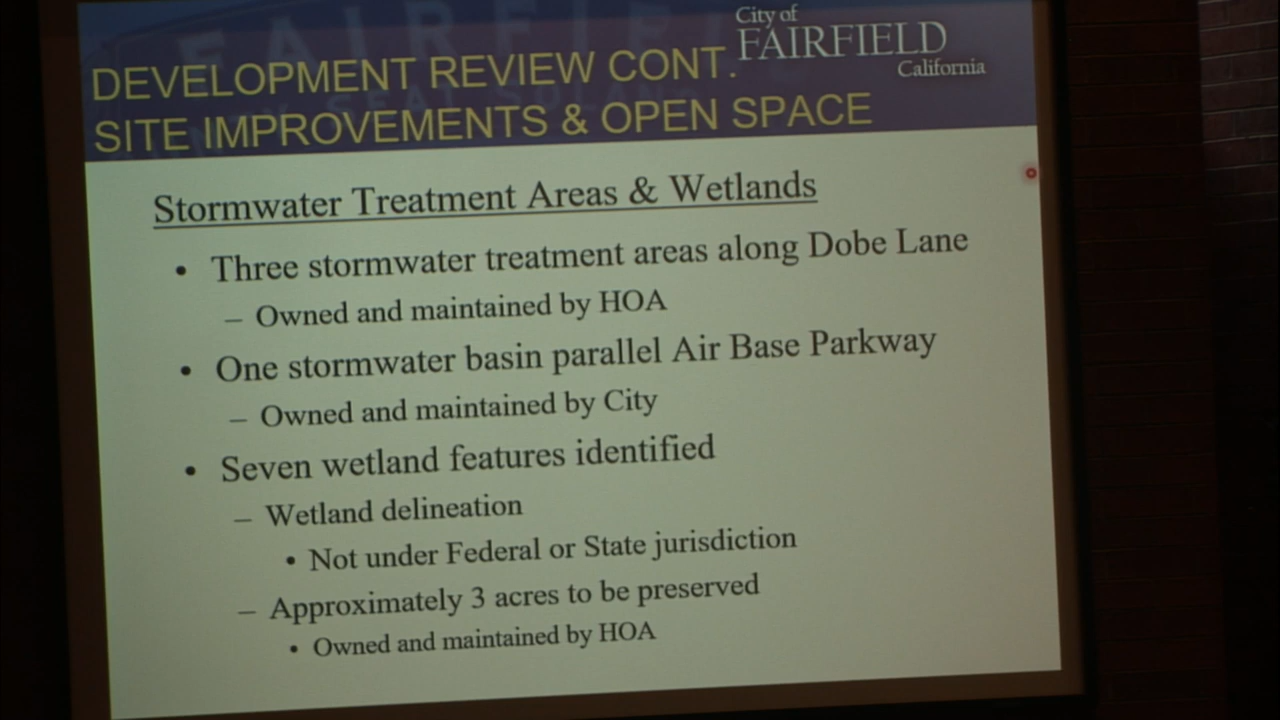 City of
FAIRFIELD
California
DEVELOPMENT REVIEW CONT.
SITE IMPROVEMENTS & OPEN SPACE
Stormwater Treatment Areas & Wetlands
• Three stormwater treatment areas along Dobe Lane
– Owned and maintained by HOA
• One stormwater basin parallel Air Base Parkway
– Owned and maintained by City
• Seven wetland features identified
– Wetland delineation
• Not under Federal or State jurisdiction
– Approximately 3 acres to be preserved
• Owned and maintained by HOA